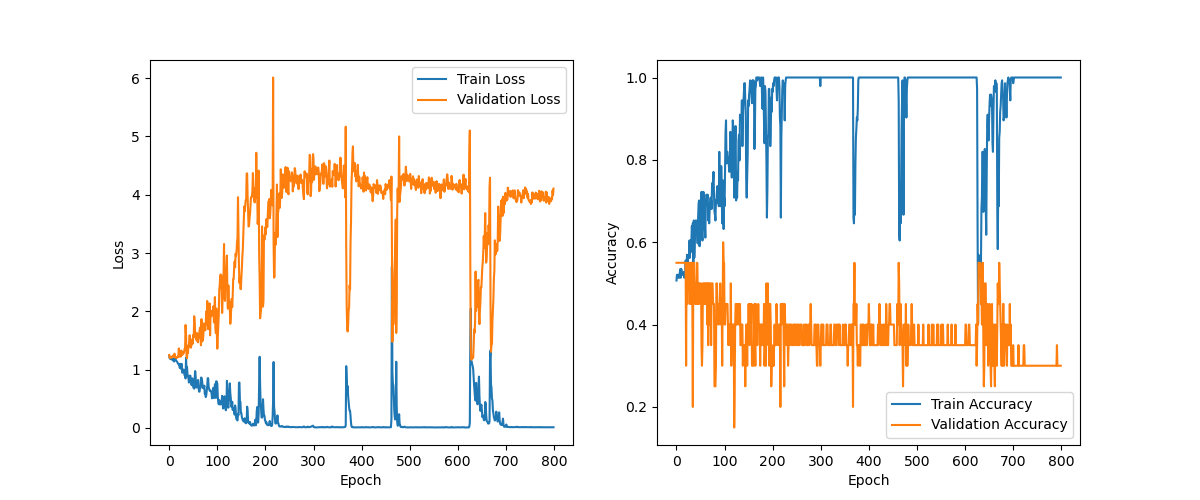 6
5
4
3
2
1
0
Loss
0 100 200 300 400 500 600 700 800
Epoch
Train Loss
Validation Loss
1.0
0.8
0.6
0.4
0.2
Accuracy
0 100 200 300 400 500 600 700 800
Epoch
Train Accuracy
Validation Accuracy